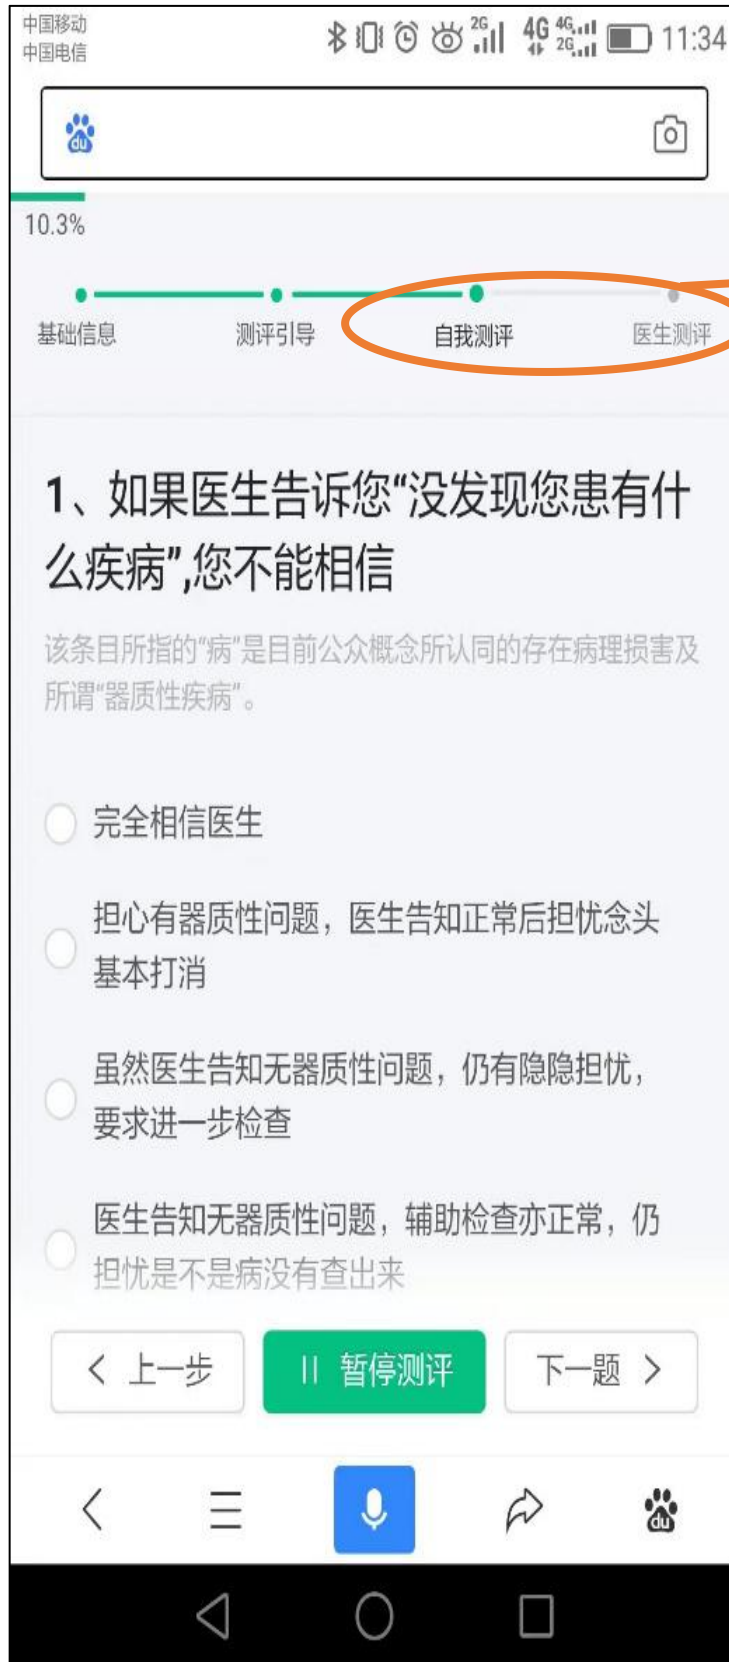 中国移动
中国电信
2G 4G 4G 2G 11:34
du
10.3%
基础信息 测评引导 自我测评 医生测评
1、如果医生告诉您“没发现您患有什
么疾病”,您不能相信
该条目所指的“病”是目前公众概念所认同的存在病理损害及
所谓“器质性疾病”。
完全相信医生
担心有器质性问题，医生告知正常后担忧念头
基本打消
虽然医生告知无器质性问题，仍有隐隐担忧，
要求进一步检查
医生告知无器质性问题，辅助检查亦正常，仍
担忧是不是病没有查出来
上一步 暂停测评 下一题
du